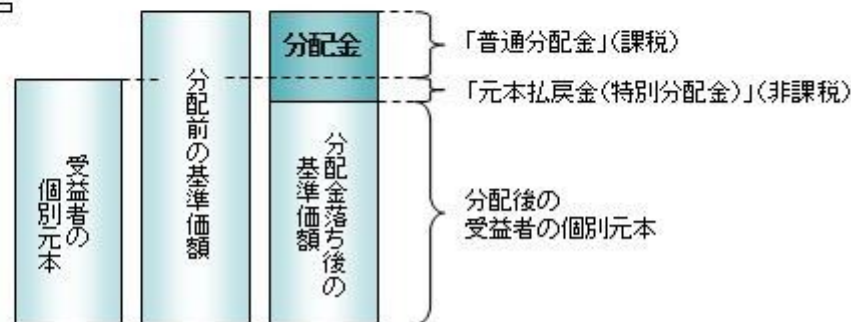 受益者の
個別元本
分配前の基準価額
分配金
分配金落ち後の
基準価額
「普通分配金」(課税)
「元本払戻金(特別分配金)」(非課税)
分配後の
受益者の個別元本